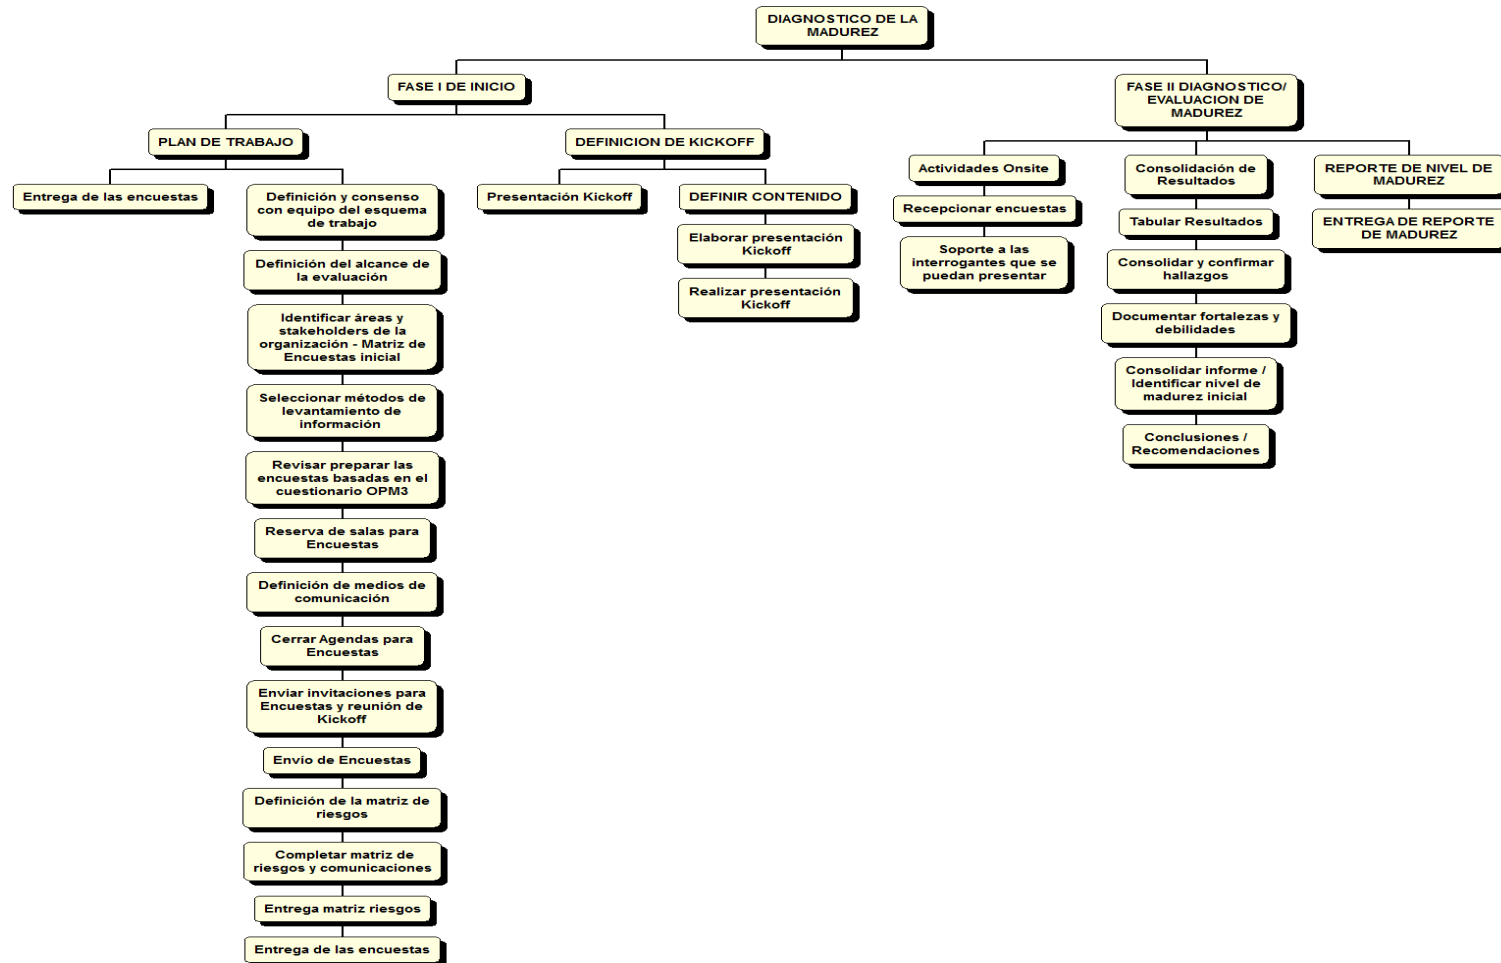 DIAGNOSTICO DE LA
MADUREZ
FASE I DE INICIO
FASE II DIAGNOSTICO/
EVALUACION DE
MADUREZ
PLAN DE TRABAJO
DEFINICION DE KICKOFF
Entrega de las encuestas
Definición y consenso
con equipo del esquema
de trabajo
Definición del alcance de
la evaluación
Identificar áreas y
stakeholders de la
organización - Matriz de
Encuestas inicial
Seleccionar métodos de
levantamiento de
información
Revisar preparar las
encuestas basadas en el
cuestionario OPM3
Reserva de salas para
Encuestas
Definición de medios de
comunicación
Cerrar Agendas para
Encuestas
Enviar invitaciones para
Encuestas y reunión de
Kickoff
Envío de Encuestas
Definición de la matriz de
riesgos
Completar matriz de
riesgos y comunicaciones
Entrega matriz riesgos
Entrega de las encuestas
Presentación Kickoff
DEFINIR CONTENIDO
Elaborar presentación
Kickoff
Realizar presentación
Kickoff
Actividades Onsite
Recepcionar encuestas
Soporte a las
interrogantes que se
puedan presentar
Consolidación de
Resultados
Tabular Resultados
Consolidar y confirmar
hallazgos
Documentar fortalezas y
debilidades
Consolidar informe /
Identificar nivel de
madurez inicial
Conclusiones /
Recomendaciones
REPORTE DE NIVEL DE
MADUREZ
ENTREGA DE REPORTE
DE MADUREZ